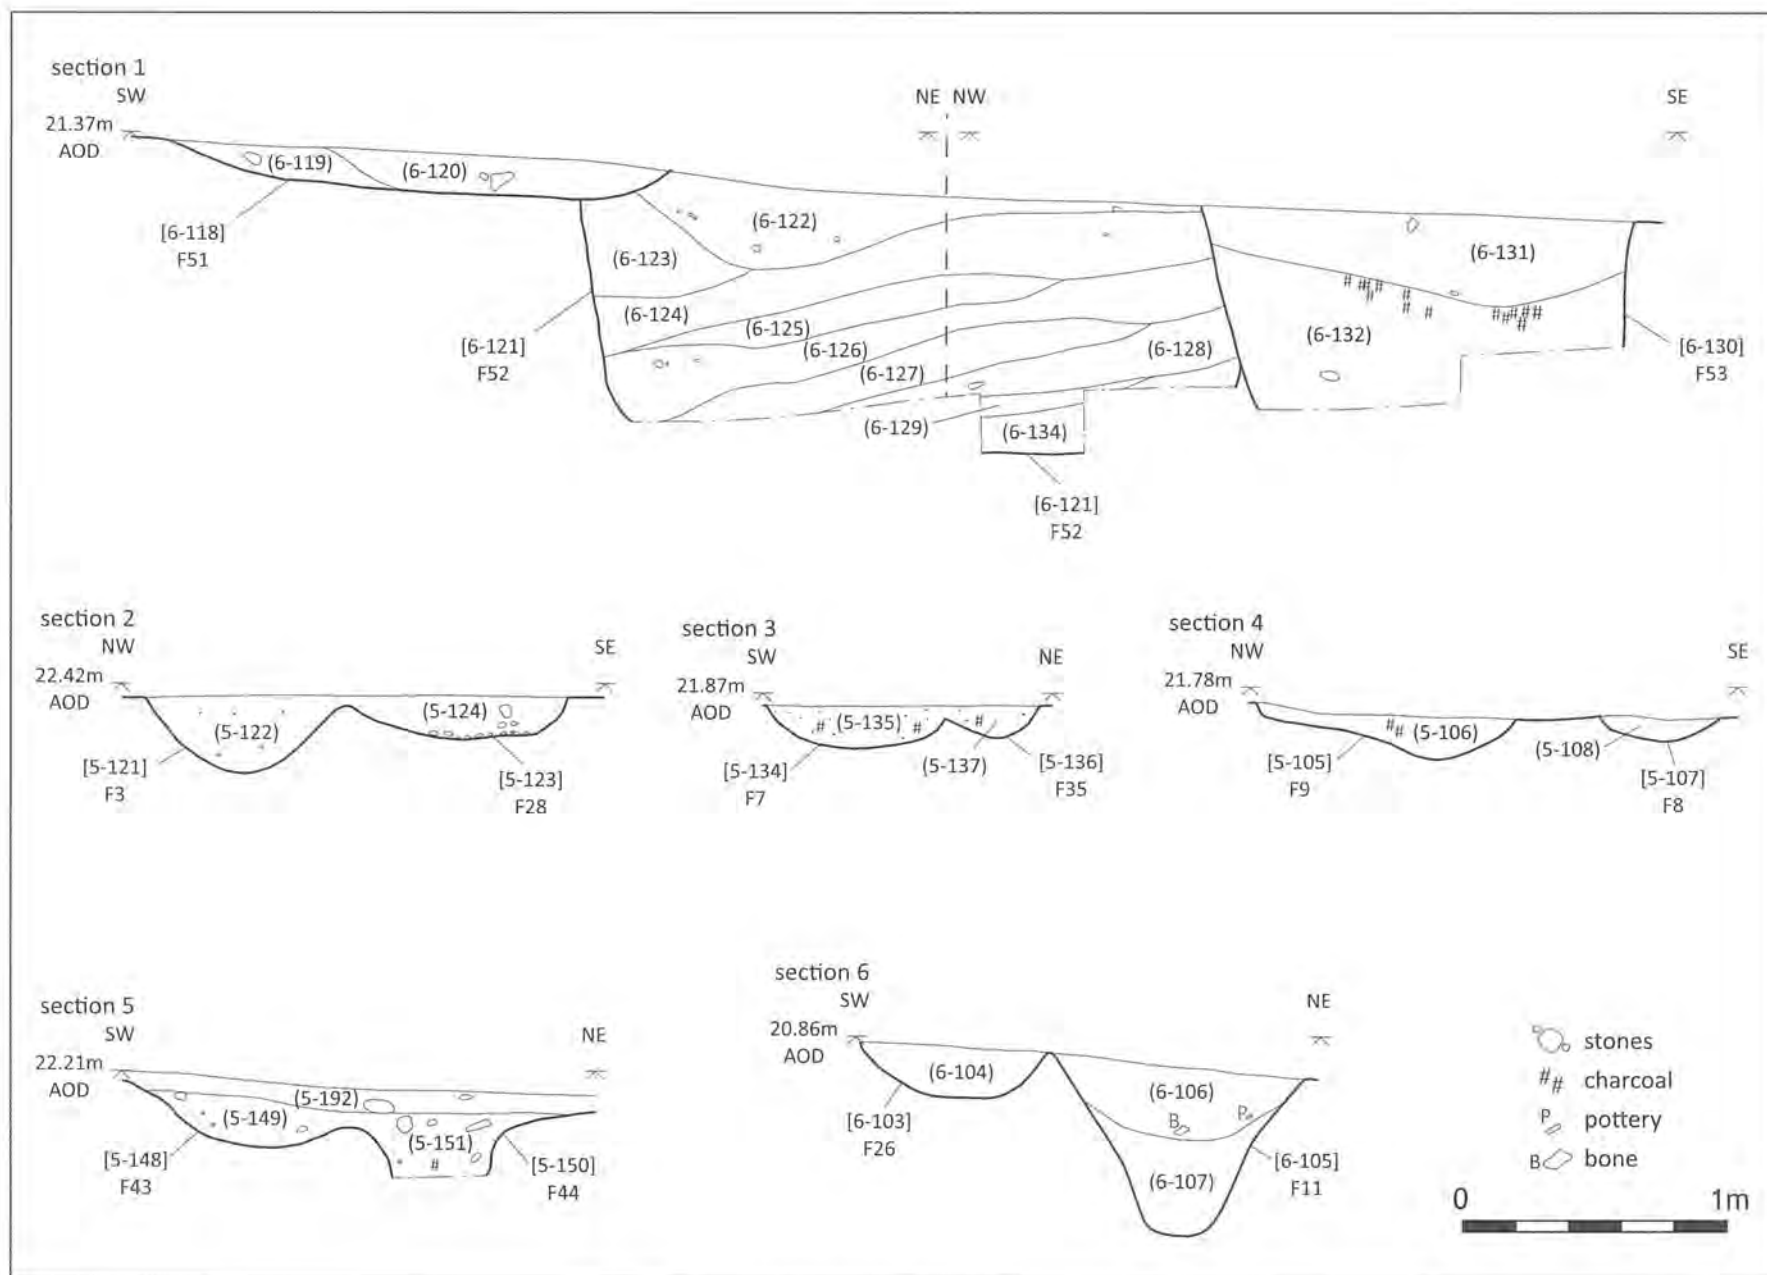 section 1
SW
NE NW
SE
21.37m
AOD
(6-119)
(6-120)
[6-118]
F51
(6-122)
(6-123)
(6-131)
(6-124)
(6-125)
[6-121]
F52
(6-126)
(6-127)
(6-128)
(6-132)
[6-130]
F53
(6-129)
(6-134)
[6-121]
F52
section 2
NW
SE
22.42m
AOD
(5-124)
(5-122)
[5-121]
F3
[5-123]
F28
section 3
SW
NE
21.87m
AOD
(5-135)
[5-134]
F7
(5-137)
[5-136]
F35
section 4
NW
SE
21.78m
AOD
(5-106)
(5-108)
[5-105]
F9
[5-107]
F8
section 5
SW
NE
22.21m
AOD
(5-192)
(5-149)
(5-151)
[5-148]
F43
[5-150]
F44
section 6
SW
NE
20.86m
AOD
(6-104)
(6-106)
B
P
[6-103]
F26
(6-107)
[6-105]
F11
stones
# # charcoal
P pottery
B bone
0 1m